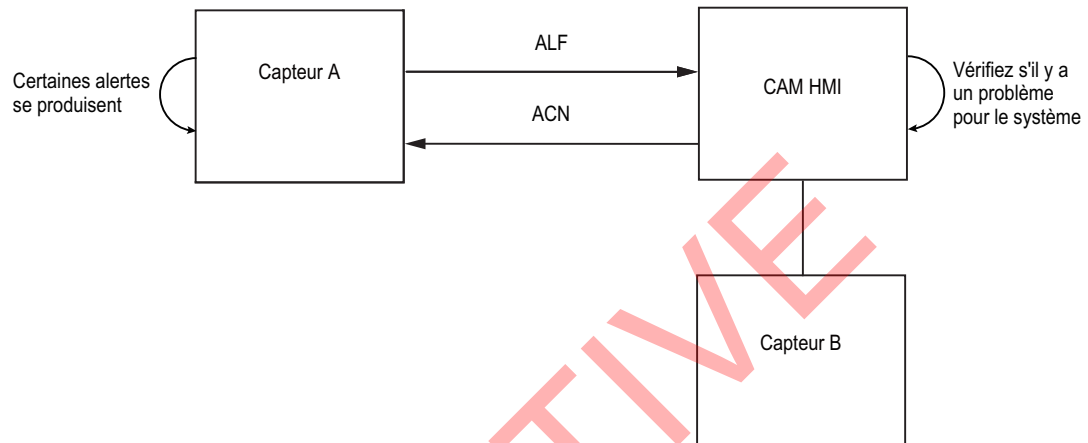 ALF
Capteur A
Certaines alertes
se produisent
CAM HMI
Vérifiez s'il y a
un problème
pour le système
ACN
Capteur B
TIVE